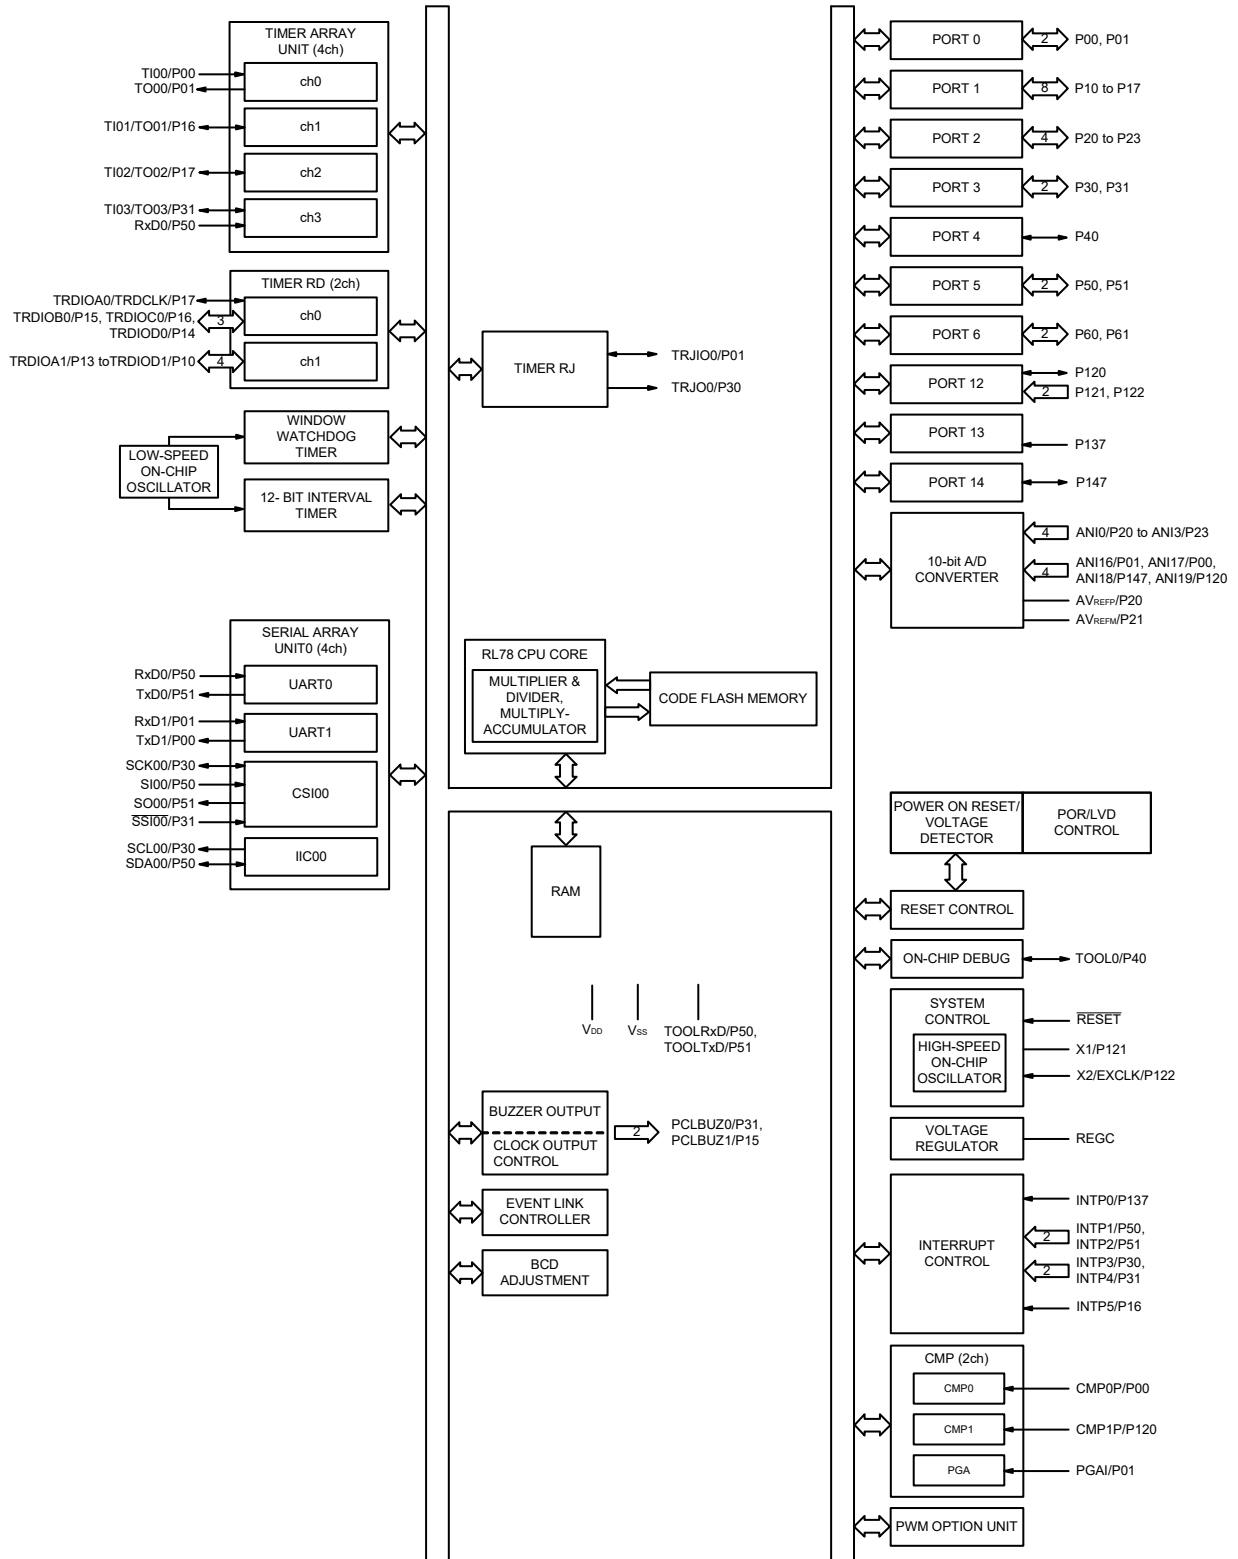 TIMER ARRAY
UNIT (4ch)
TI00/P00
TO00/P01
ch0
TI01/TO01/P16
ch1
TI02/TO02/P17
ch2
TI03/TO03/P31
RxD0/P50
ch3
TIMER RD (2ch)
TRDIOA0/TRDCLK/P17
TRDIOB0/P15, TRDIOC0/P16,
TRDIOD0/P14
3
ch0
TRDIOA1/P13 toTRDIOD1/P10
4
ch1
WINDOW
WATCHDOG
TIMER
LOW-SPEED
ON-CHIP
OSCILLATOR
12- BIT INTERVAL
TIMER
SERIAL ARRAY
UNIT0 (4ch)
RxD0/P50
TxD0/P51
UART0
RxD1/P01
TxD1/P00
UART1
SCK00/P30
SI00/P50
SO00/P51
SSI00/P31
CSI00
SCL00/P30
SDA00/P50
IIC00
TIMER RJ
TRJIO0/P01
TRJO0/P30
RL78 CPU CORE
MULTIPLIER &
DIVIDER,
MULTIPLY-
ACCUMULATOR
CODE FLASH MEMORY
RAM
VDD
VSS
TOOLRxD/P50,
TOOLTxD/P51
BUZZER OUTPUT
CLOCK OUTPUT
CONTROL
2
PCLBUZ0/P31,
PCLBUZ1/P15
EVENT LINK
CONTROLLER
BCD
ADJUSTMENT
PORT 0
2
P00, P01
PORT 1
8
P10 to P17
PORT 2
4
P20 to P23
PORT 3
2
P30, P31
PORT 4
P40
PORT 5
2
P50, P51
PORT 6
2
P60, P61
PORT 12
P120
2
P121, P122
PORT 13
P137
PORT 14
P147
10-bit A/D
CONVERTER
4
ANI0/P20 to ANI3/P23
4
ANI16/P01, ANI17/P00,
ANI18/P147, ANI19/P120
AVREFP/P20
AVREFM/P21
POWER ON RESET/
VOLTAGE
DETECTOR
POR/LVD
CONTROL
RESET CONTROL
ON-CHIP DEBUG
TOOL0/P40
SYSTEM
CONTROL
HIGH-SPEED
ON-CHIP
OSCILLATOR
RESET
X1/P121
X2/EXCLK/P122
VOLTAGE
REGULATOR
REGC
INTERRUPT
CONTROL
INTP0/P137
2
INTP1/P50,
INTP2/P51
2
INTP3/P30,
INTP4/P31
INTP5/P16
CMP (2ch)
CMP0
CMP0P/P00
CMP1
CMP1P/P120
PGA
PGAI/P01
PWM OPTION UNIT